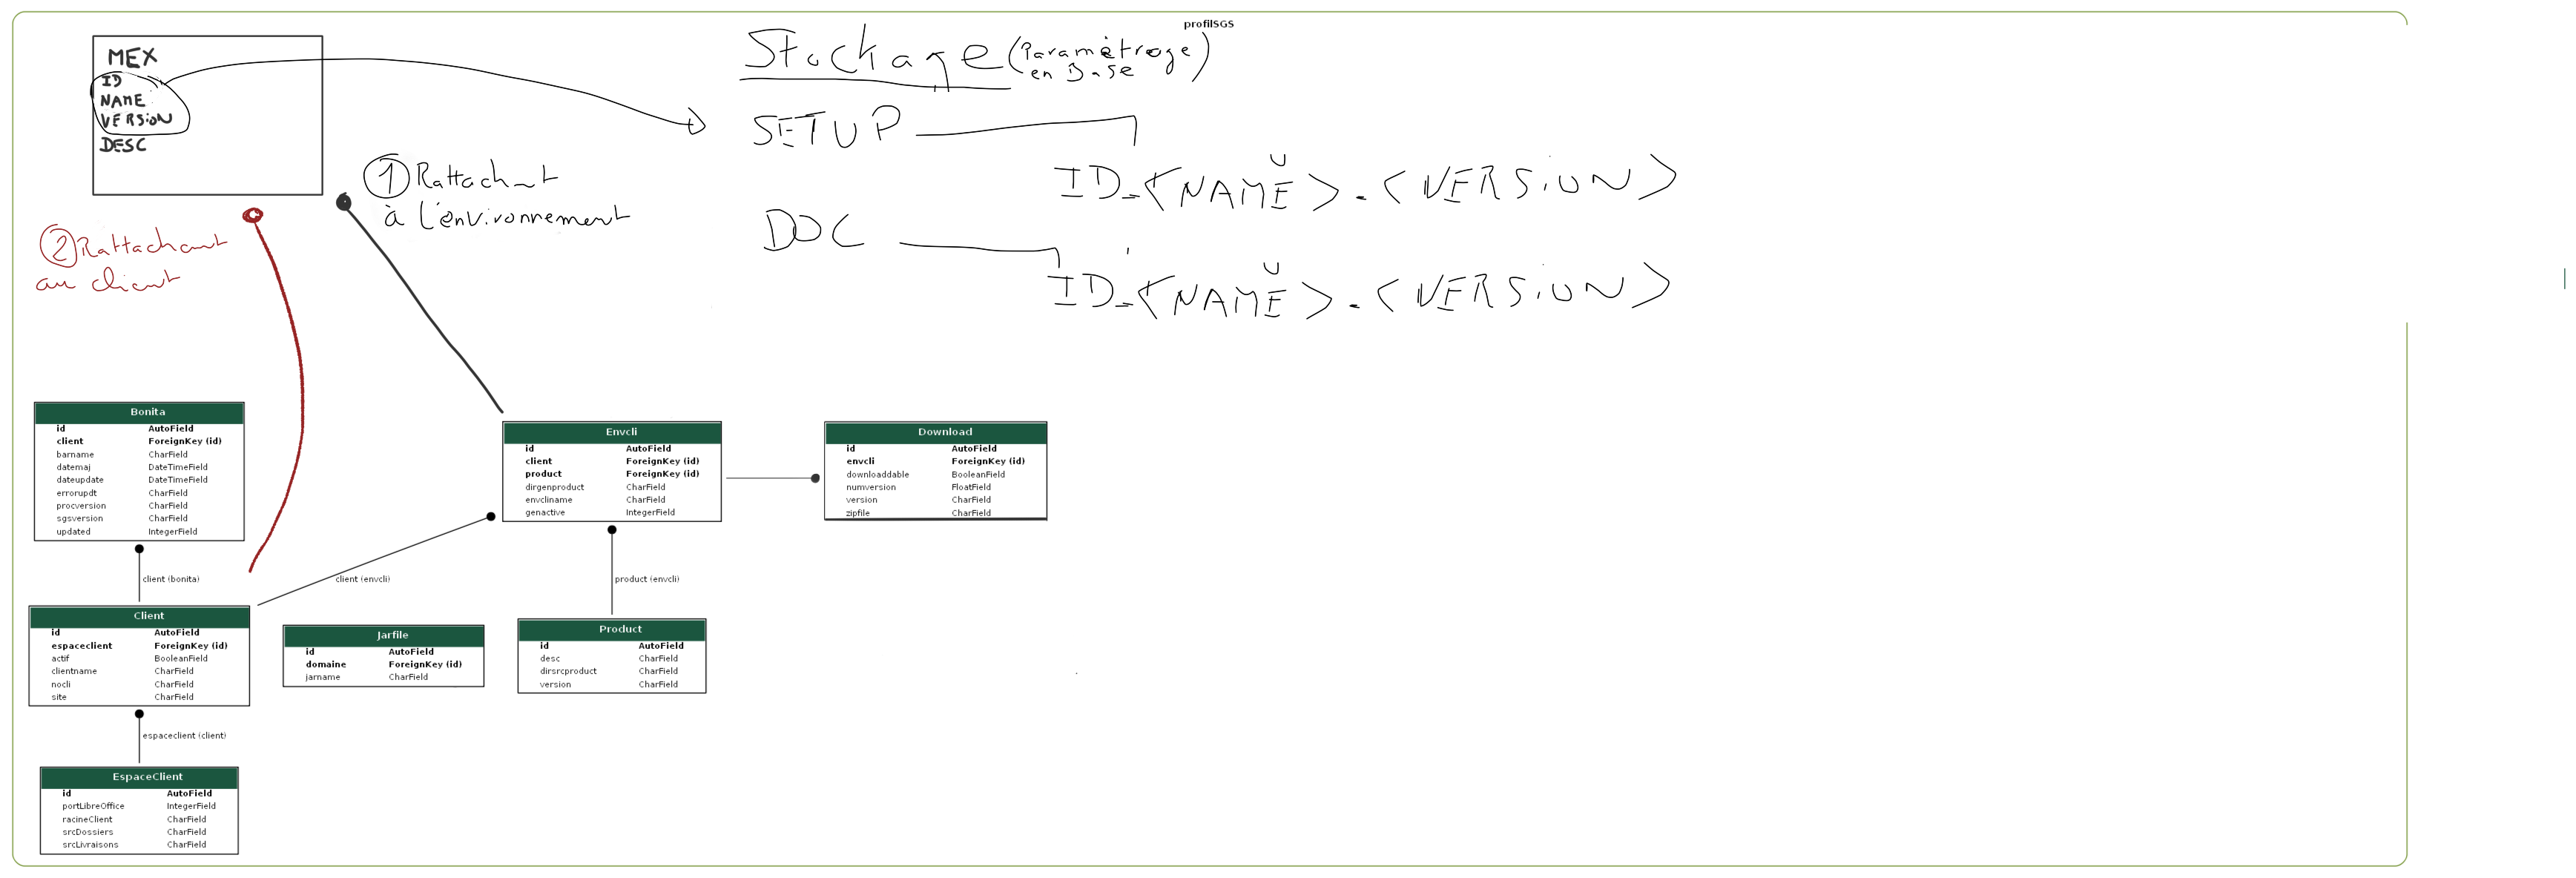 profilSGS
MEX
ID
NAME
VERSION
DESC
Stockage (Paramètrage
en Base)
SETUP
ID_<NAME>_<VERSION>
DOC
ID_<NAME>_<VERSION>
① Rattachant
à l'environnement
② Rattachant
au client
Bonita
id AutoField
client ForeignKey (id)
barname CharField
datemaj DateTimeField
dateupdate DateTimeField
errorupdt CharField
procversion CharField
sgsversion CharField
updated IntegerField
Envcli
id AutoField
client ForeignKey (id)
product ForeignKey (id)
dirgenproduct CharField
envcliname CharField
genactive IntegerField
Download
id AutoField
envcli ForeignKey (id)
downloaddable BooleanField
numversion FloatField
version CharField
zipfile CharField
client (bonita)
client (envcli)
product (envcli)
Client
id AutoField
espaceclient ForeignKey (id)
actif BooleanField
clientname CharField
nocli CharField
site CharField
Jarfile
id AutoField
domaine ForeignKey (id)
jarname CharField
Product
id AutoField
desc CharField
dirsrcproduct CharField
version CharField
espaceclient (client)
EspaceClient
id AutoField
portLibreOffice IntegerField
racineClient CharField
srcDossiers CharField
srcLivraisons CharField